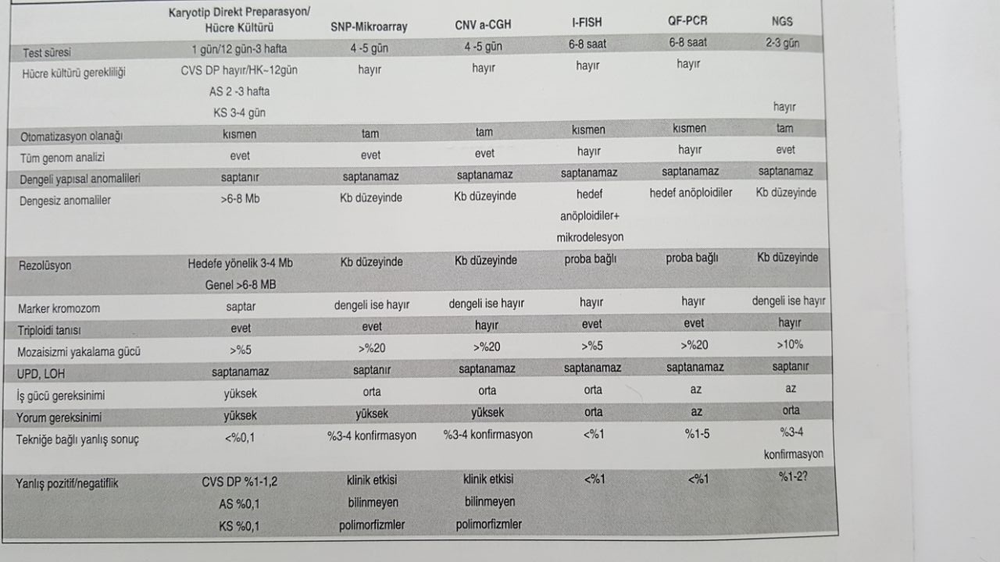 Karyotip Direkt Preparasyon/
Hücre Kültürü SNP-Mikroarray CNV a-CGH I-FISH QF-PCR NGS
Test süresi 1 gün/12 gün-3 hafta 4 -5 gün 4 -5 gün 6-8 saat 6-8 saat 2-3 gün
Hücre kültürü gerekliliği CVS DP hayır/HK~12gün hayır hayır hayır hayır
AS 2 -3 hafta
KS 3-4 gün hayır
Otomatizasyon olanağı kısmen tam tam kısmen kısmen tam
Tüm genom analizi evet evet evet hayır hayır evet
Dengeli yapısal anomalileri saptanır saptanamaz saptanamaz saptanamaz saptanamaz saptanamaz
Dengesiz anomaliler >6-8 Mb Kb düzeyinde Kb düzeyinde hedef hedef anöploidiler Kb düzeyinde
anöploidiler+
mikrodelesyon
Rezolüsyon Hedefe yönelik 3-4 Mb Kb düzeyinde Kb düzeyinde proba bağlı proba bağlı Kb düzeyinde
Genel >6-8 MB
Marker kromozom saptar dengeli ise hayır dengeli ise hayır hayır hayır dengeli ise hayır
Triploidi tanısı evet evet hayır evet evet hayır
Mozaisizmi yakalama gücü >%5 >%20 >%20 >%5 >%20 >10%
UPD, LOH saptanamaz saptanır saptanamaz saptanamaz saptanamaz saptanır
İş gücü gereksinimi yüksek orta orta orta az az
Yorum gereksinimi yüksek yüksek yüksek orta az orta
Tekniğe bağlı yanlış sonuç <%0,1 %3-4 konfirmasyon %3-4 konfirmasyon <%1 %1-5 %3-4
konfirmasyon
Yanlış pozitif/negatiflik CVS DP %1-1,2 klinik etkisi klinik etkisi <%1 <%1 %1-2?
AS %0,1 bilinmeyen bilinmeyen
KS %0,1 polimorfizmler polimorfizmler